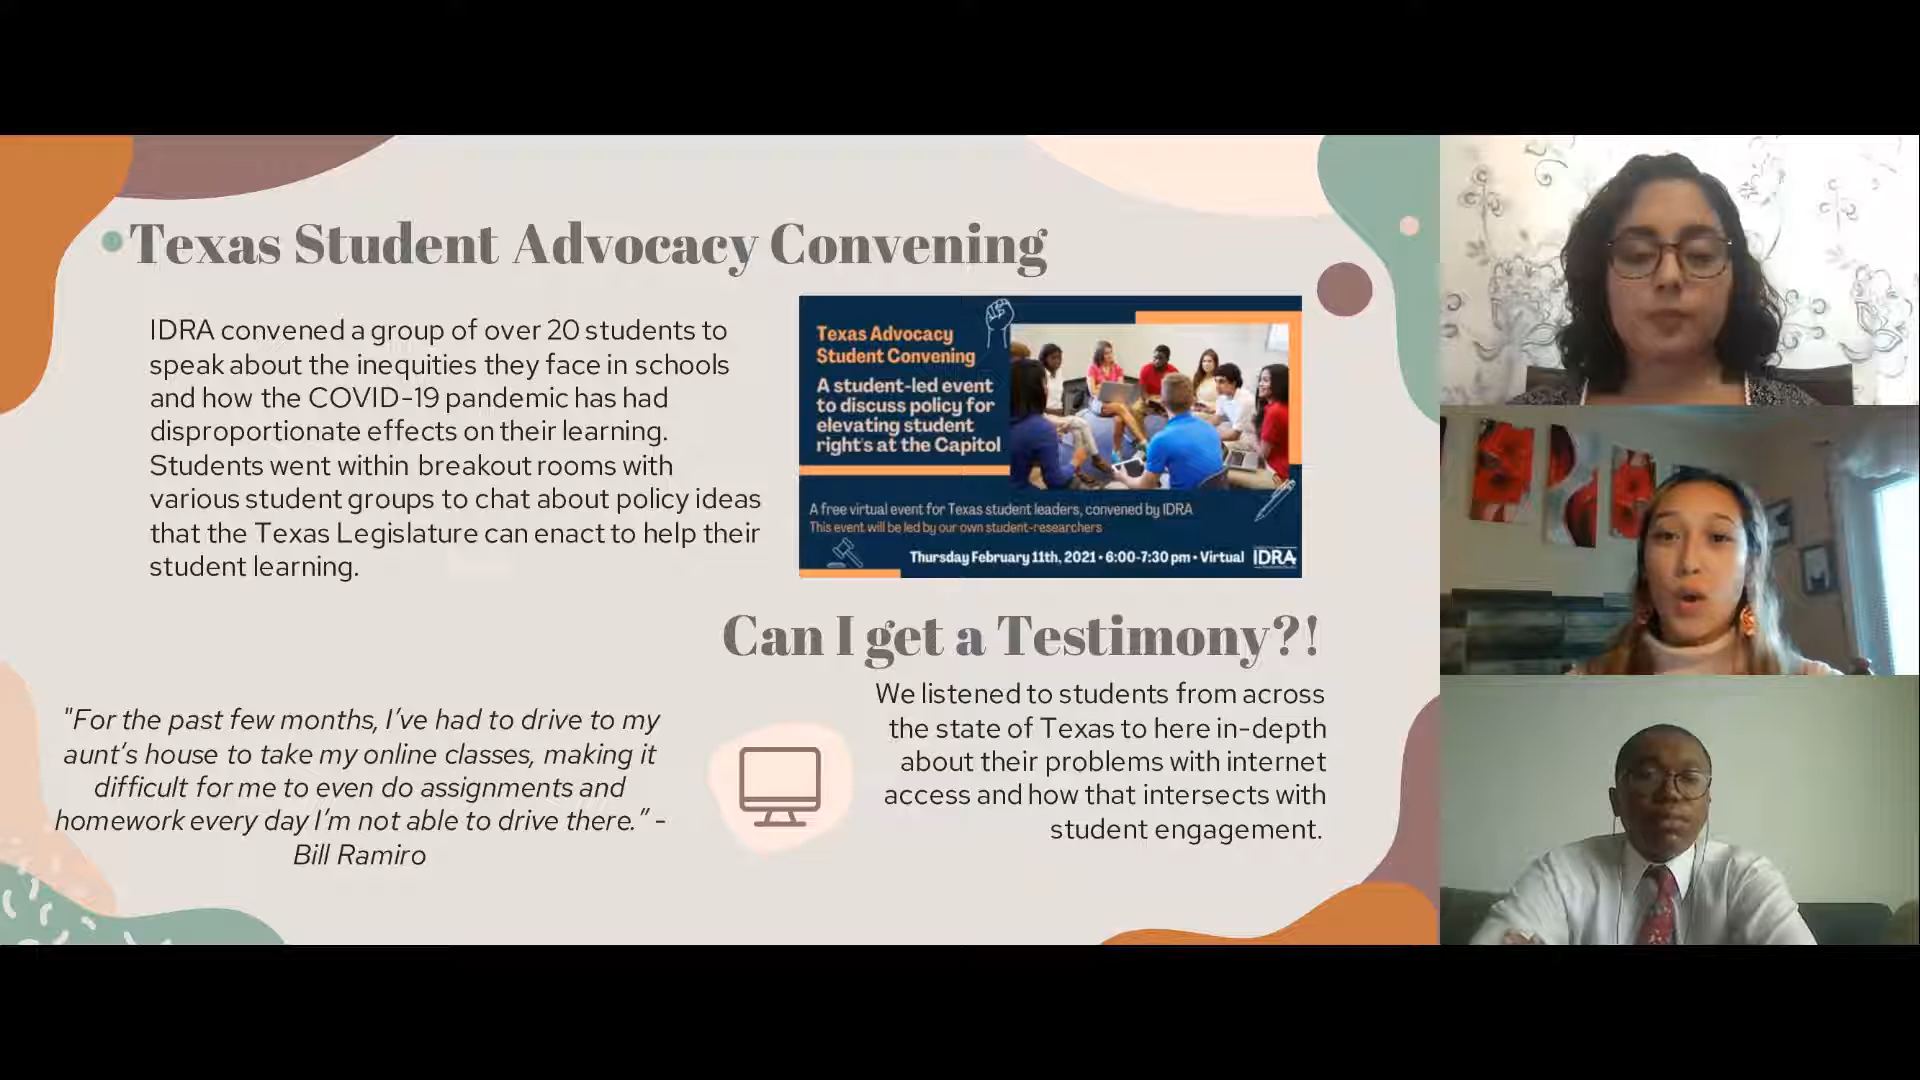 Texas Student Advocacy Convening
IDRA convened a group of over 20 students to
speak about the inequities they face in schools
and how the COVID-19 pandemic has had
disproportionate effects on their learning.
Students went within breakout rooms with
various student groups to chat about policy ideas
that the Texas Legislature can enact to help their
student learning.
Texas Advocacy
Student Convening
A student-led event
to discuss policy for
elevating student
right's at the Capitol
A free virtual event for Texas student leaders, convened by IDRA
This event will be led by our own student-researchers
Thursday February 11th, 2021 • 6:00-7:30 pm • Virtual IDRA
Can I get a Testimony?!
We listened to students from across
the state of Texas to here in-depth
about their problems with internet
access and how that intersects with
student engagement.
"For the past few months, I've had to drive to my
aunt's house to take my online classes, making it
difficult for me to even do assignments and
homework every day I'm not able to drive there.” -
Bill Ramiro